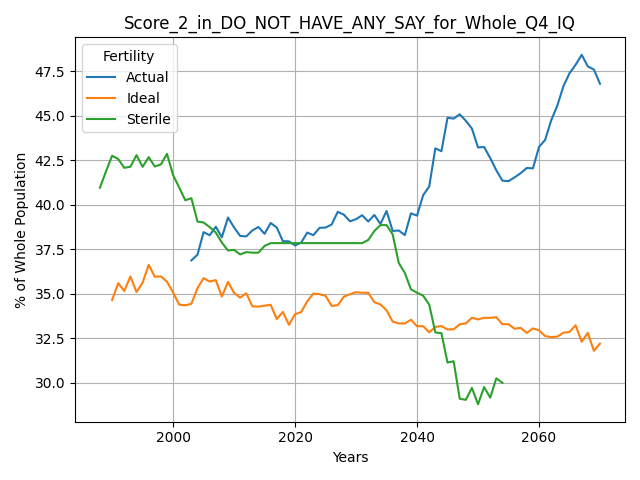 Score_2_in_DO_NOT_HAVE_ANY_SAY_for_Whole_Q4_IQ
Fertility
Actual
Ideal
Sterile
% of Whole Population
47.5
45.0
42.5
40.0
37.5
35.0
32.5
30.0
2000
2020
2040
2060
Years